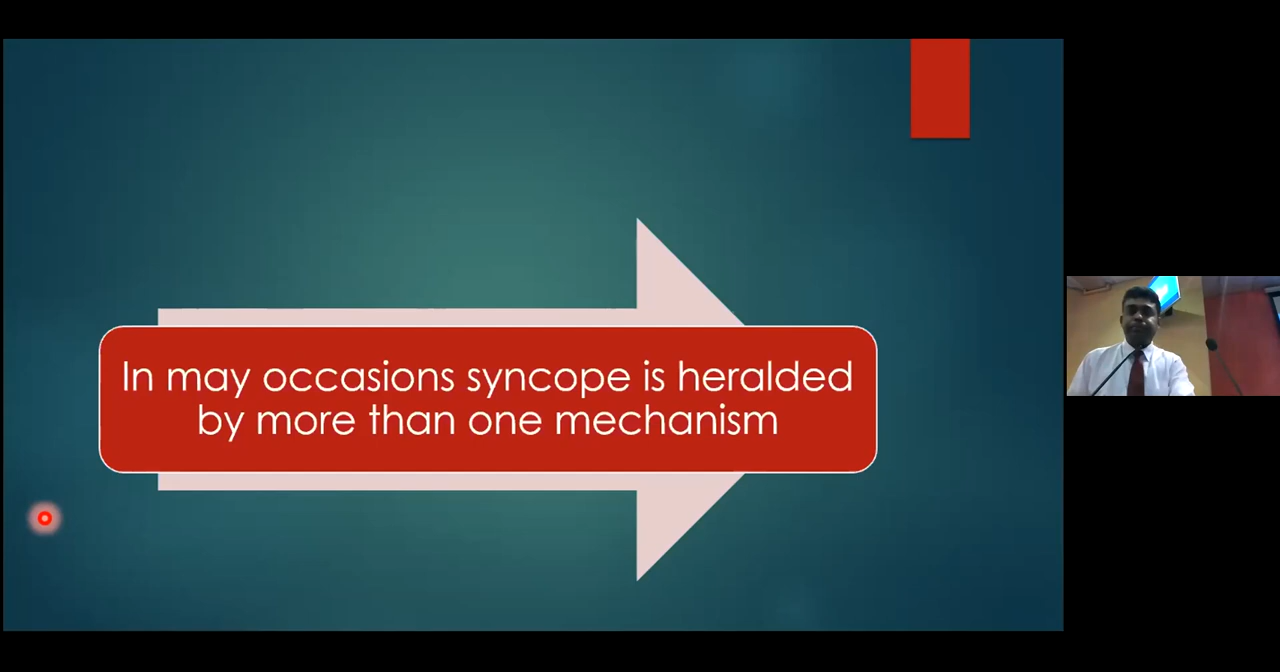 In may occasions syncope is heralded
by more than one mechanism